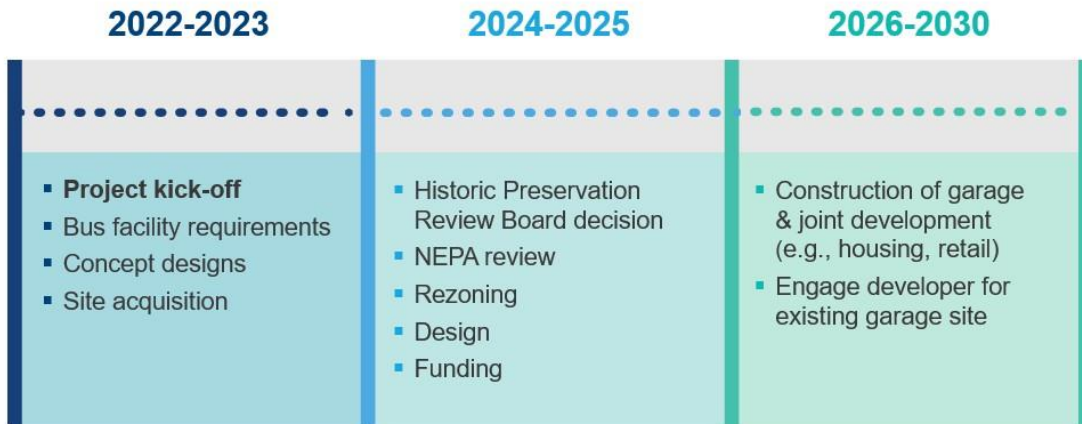 2022-2023
2024-2025
2026-2030
▪ Project kick-off
▪ Bus facility requirements
▪ Concept designs
▪ Site acquisition
▪ Historic Preservation
Review Board decision
▪ NEPA review
▪ Rezoning
▪ Design
▪ Funding
▪ Construction of garage
& joint development
(e.g., housing, retail)
▪ Engage developer for
existing garage site